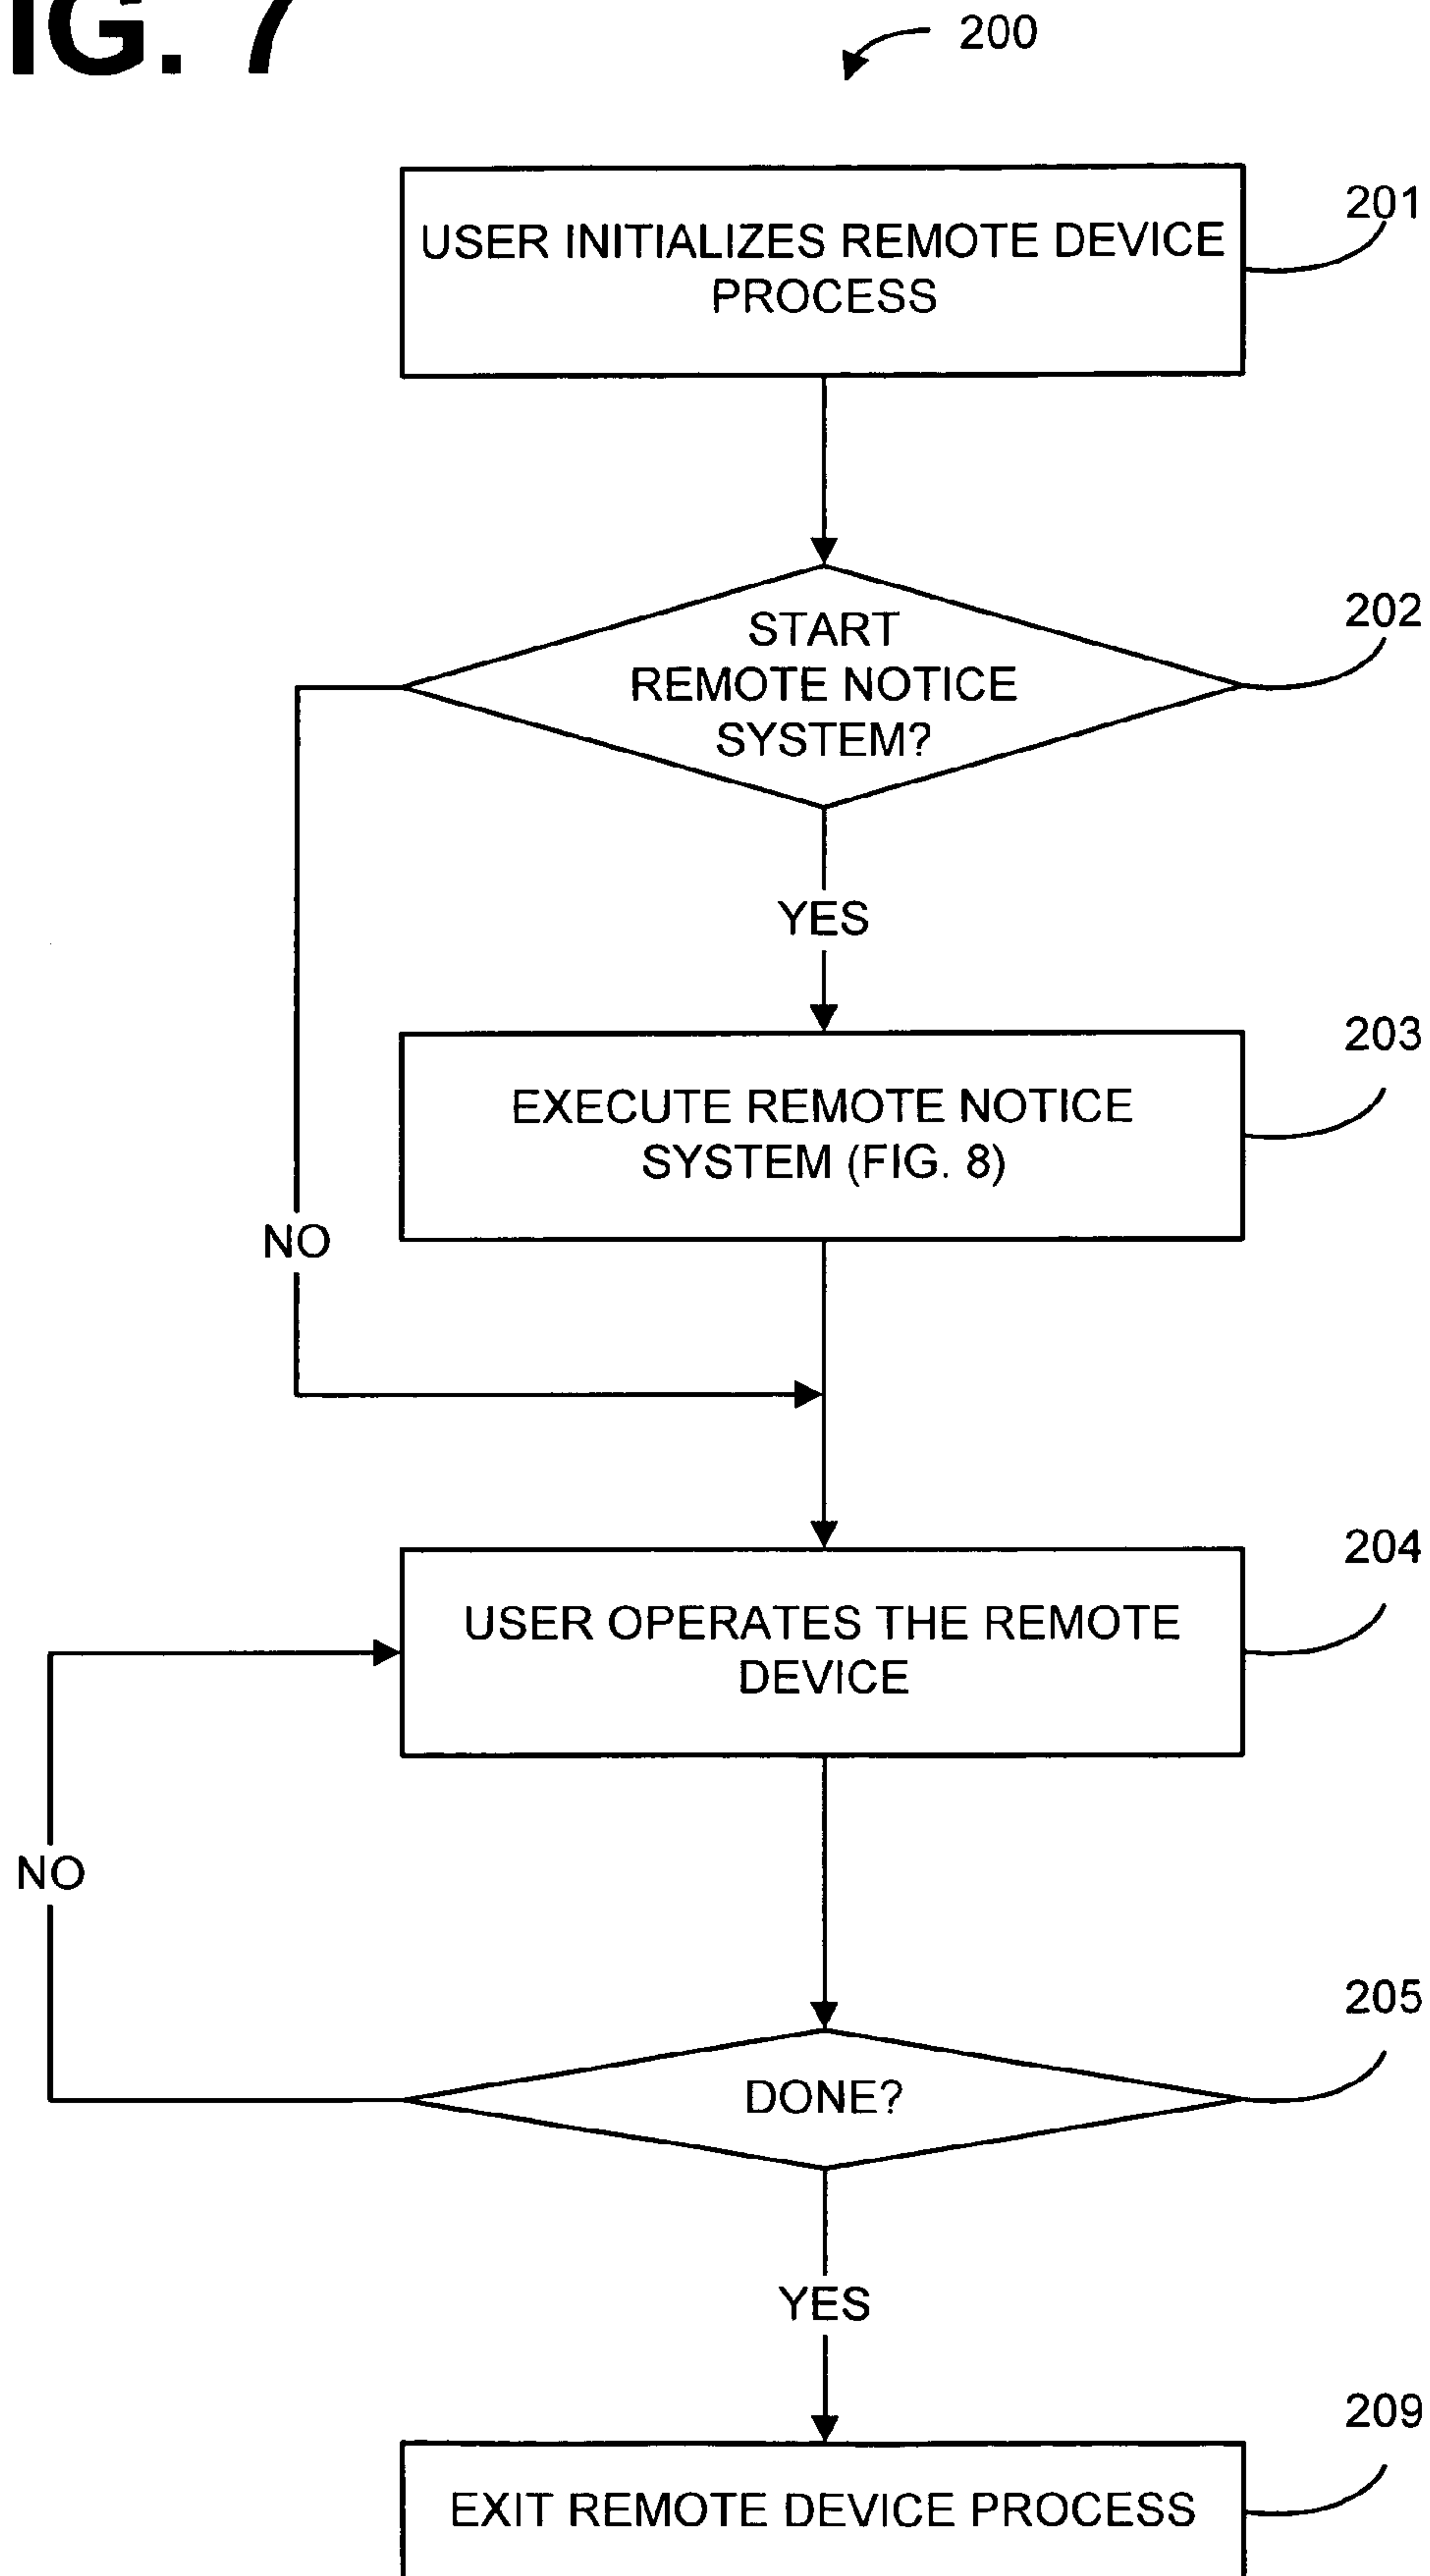 IG. 7
200
USER INITIALIZES REMOTE DEVICE
PROCESS
201
START
REMOTE NOTICE
SYSTEM?
202
YES
EXECUTE REMOTE NOTICE
SYSTEM (FIG. 8)
203
NO
USER OPERATES THE REMOTE
DEVICE
204
NO
DONE?
205
YES
EXIT REMOTE DEVICE PROCESS
209